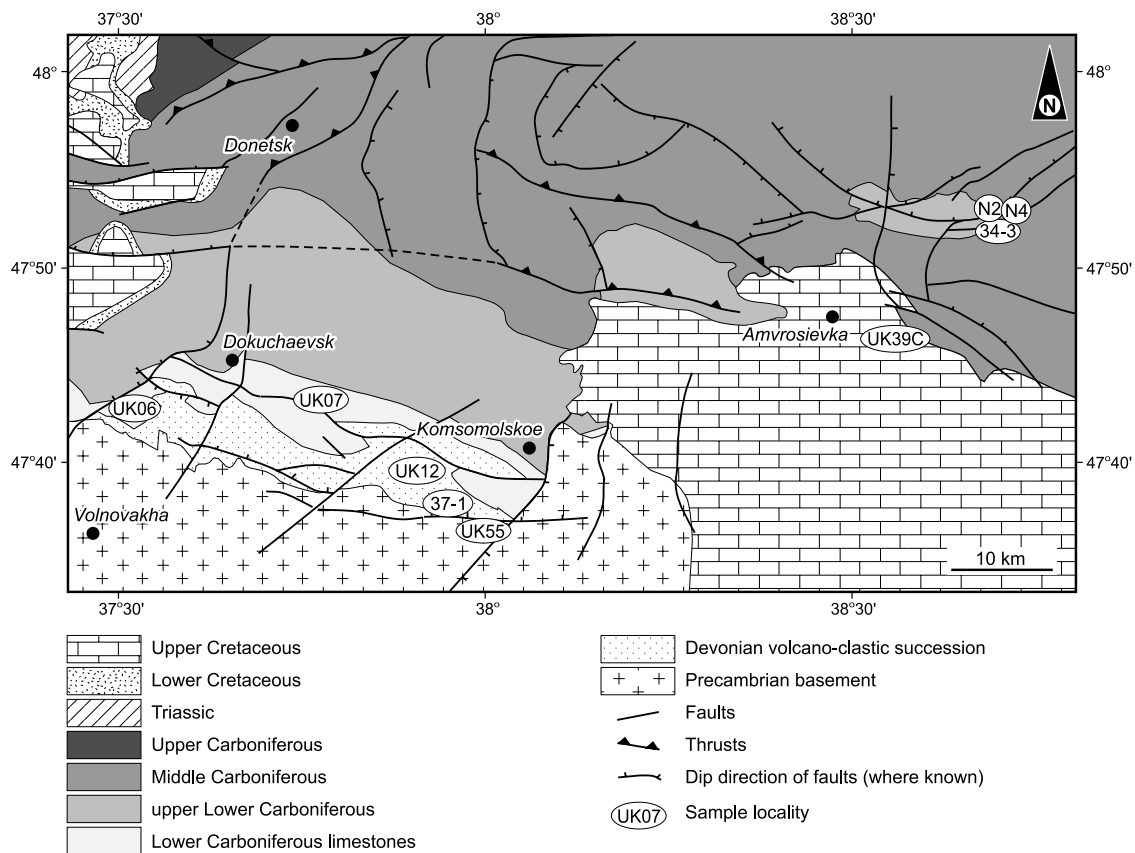 37°30' 38° 38°30'
48° 48°
N
Donetsk
N2 N4
34-3
47°50' 47°50'
Amvrosievka UK39C
Dokuchaevsk
UK06 UK07
Komsomolskoe
47°40' UK12 47°40'
37-1
Volnovakha UK55
10 km
37°30' 38° 38°30'
Upper Cretaceous
Lower Cretaceous
Triassic
Upper Carboniferous
Middle Carboniferous
upper Lower Carboniferous
Lower Carboniferous limestones
Devonian volcano-clastic succession
Precambrian basement
Faults
Thrusts
Dip direction of faults (where known)
UK07 Sample locality